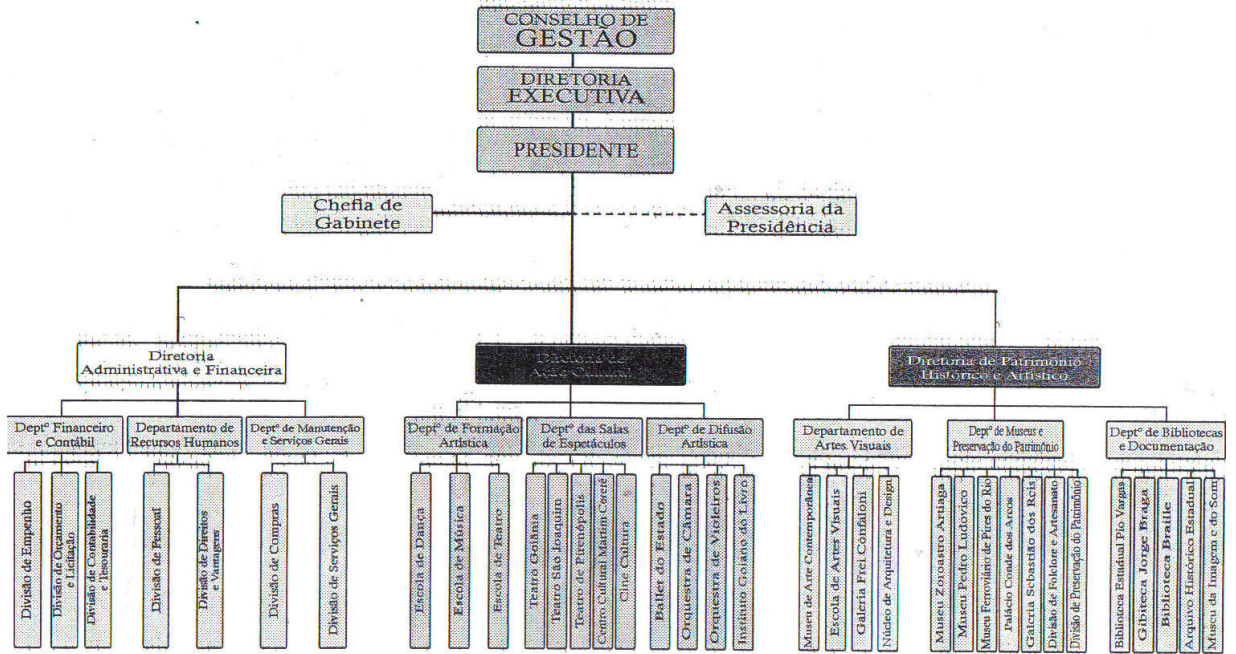 CONSELHO DE
GESTÃO
DIRETORIA
EXECUTIVA
PRESIDENTE
Chefia de
Gabinete
Assessoria da
Presidência
Diretoria
Administrativa e Financeira
Diretoria de
Ação Cultural
Diretoria de Patrimônio
Histórico e Artístico
Deptº Financeiro
e Contábil
Departamento de
Recursos Humanos
Deptº de Manutenção
e Serviços Gerais
Deptº de Formação
Artística
Deptº das Salas
de Espetáculos
Deptº de Difusão
Artística
Departamento de
Artes Visuais
Deptº de Museus e
Preservação do Patrimônio
Deptº de Bibliotecas
e Documentação
Divisão de Empenho
Divisão de Orçamento
e Licitação
Divisão de Contabilidade
e Tesouraria
Divisão de Pessoal
Divisão de Direitos
e Vantagens
Divisão de Compras
Divisão de Serviços Gerais
Escola de Dança
Escola de Música
Escola de Teatro
Teatro Goiânia
Teatro São Joaquim
Teatro de Pirenópolis
Centro Cultural Martim Cererê
Cine Cultura
Ballet do Estado
Orquestra de Câmara
Orquestra de Violeiros
Instituto Goiano do Livro
Museu de Arte Contemporânea
Escola de Artes Visuais
Galeria Frei Confaloni
Núcleo de Arquitetura e Design
Museu Zoroastro Artiaga
Museu Pedro Ludovico
Museu Ferroviário de Pires do Rio
Palácio Conde dos Arcos
Galeria Sebastião dos Reis
Divisão de Folclore e Artesanato
Divisão de Preservação do Patrimônio
Biblioteca Estadual Pio Vargas
Gibiteca Jorge Braga
Biblioteca Braille
Arquivo Histórico Estadual
Museu da Imagem e do Som